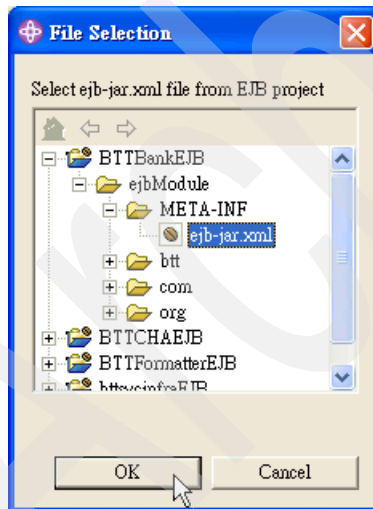 File Selection
Select ejb-jar.xml file from EJB project
BTTBankEJB
ejbModule
META-INF
ejb-jar.xml
btt
com
org
BTTCHAEJB
BTTFormatterEJB
bttsvcinfraEJB
OK
Cancel